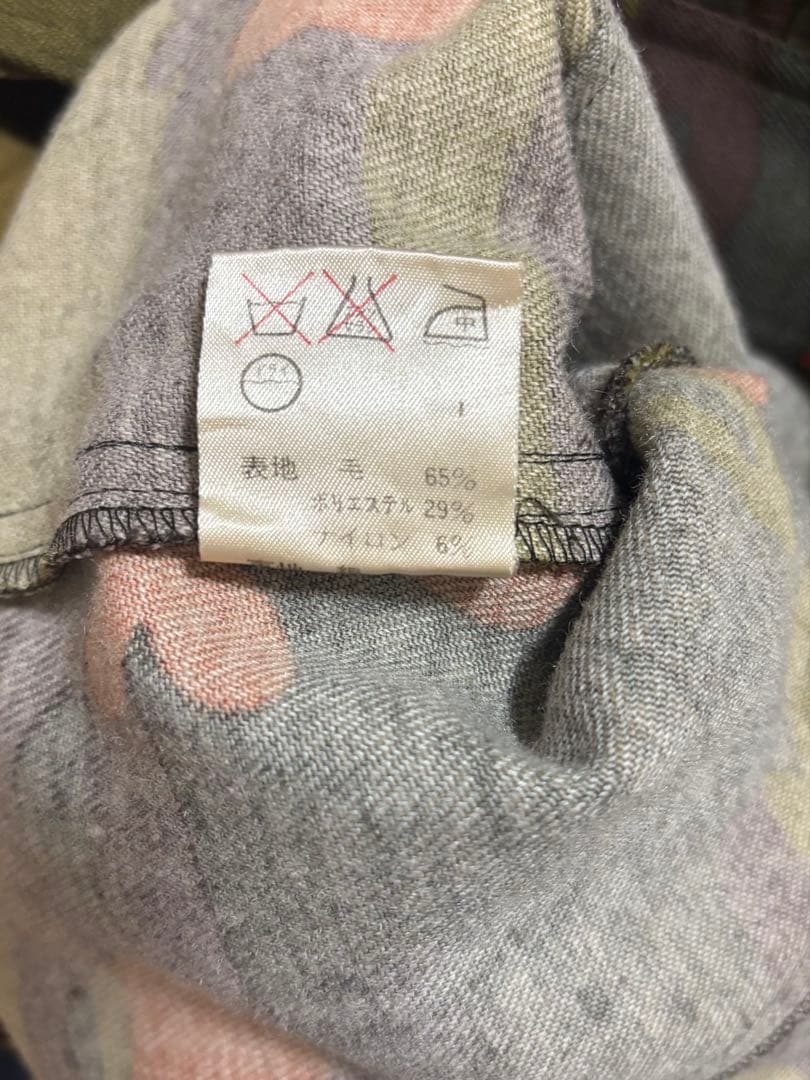 中
ドライ
表地 毛 65%
ポリエステル 29%
ナイロン 6%